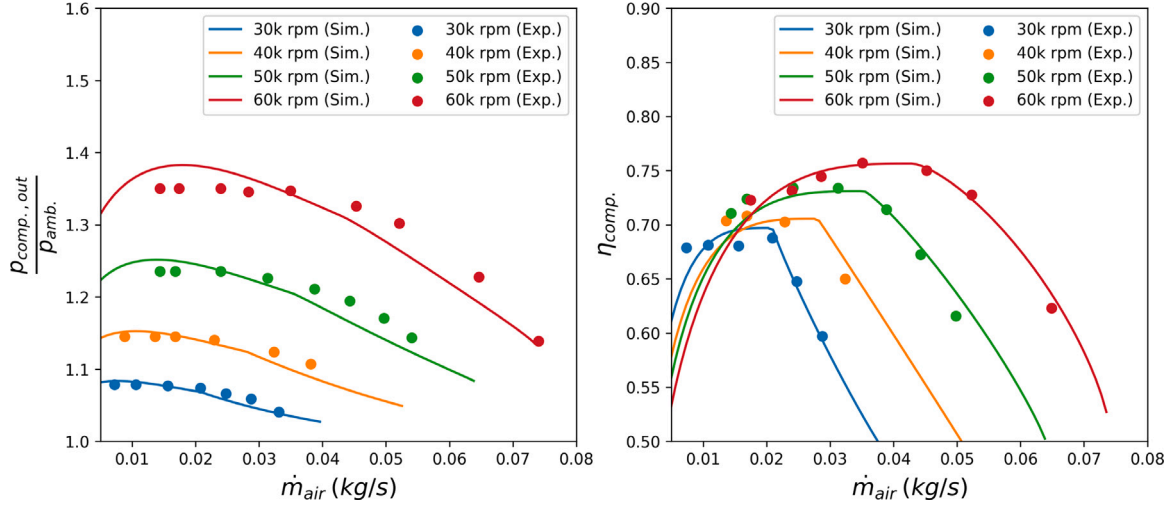 1.6
1.5
1.4
1.3
1.2
1.1
1.0
p_comp., out
p_amb.
30k rpm (Sim.) 30k rpm (Exp.)
40k rpm (Sim.) 40k rpm (Exp.)
50k rpm (Sim.) 50k rpm (Exp.)
60k rpm (Sim.) 60k rpm (Exp.)
0.01 0.02 0.03 0.04 0.05 0.06 0.07 0.08
ṁ_air (kg/s)
0.90
0.85
0.80
0.75
0.70
0.65
0.60
0.55
0.50
η_comp.
30k rpm (Sim.) 30k rpm (Exp.)
40k rpm (Sim.) 40k rpm (Exp.)
50k rpm (Sim.) 50k rpm (Exp.)
60k rpm (Sim.) 60k rpm (Exp.)
0.01 0.02 0.03 0.04 0.05 0.06 0.07 0.08
ṁ_air (kg/s)